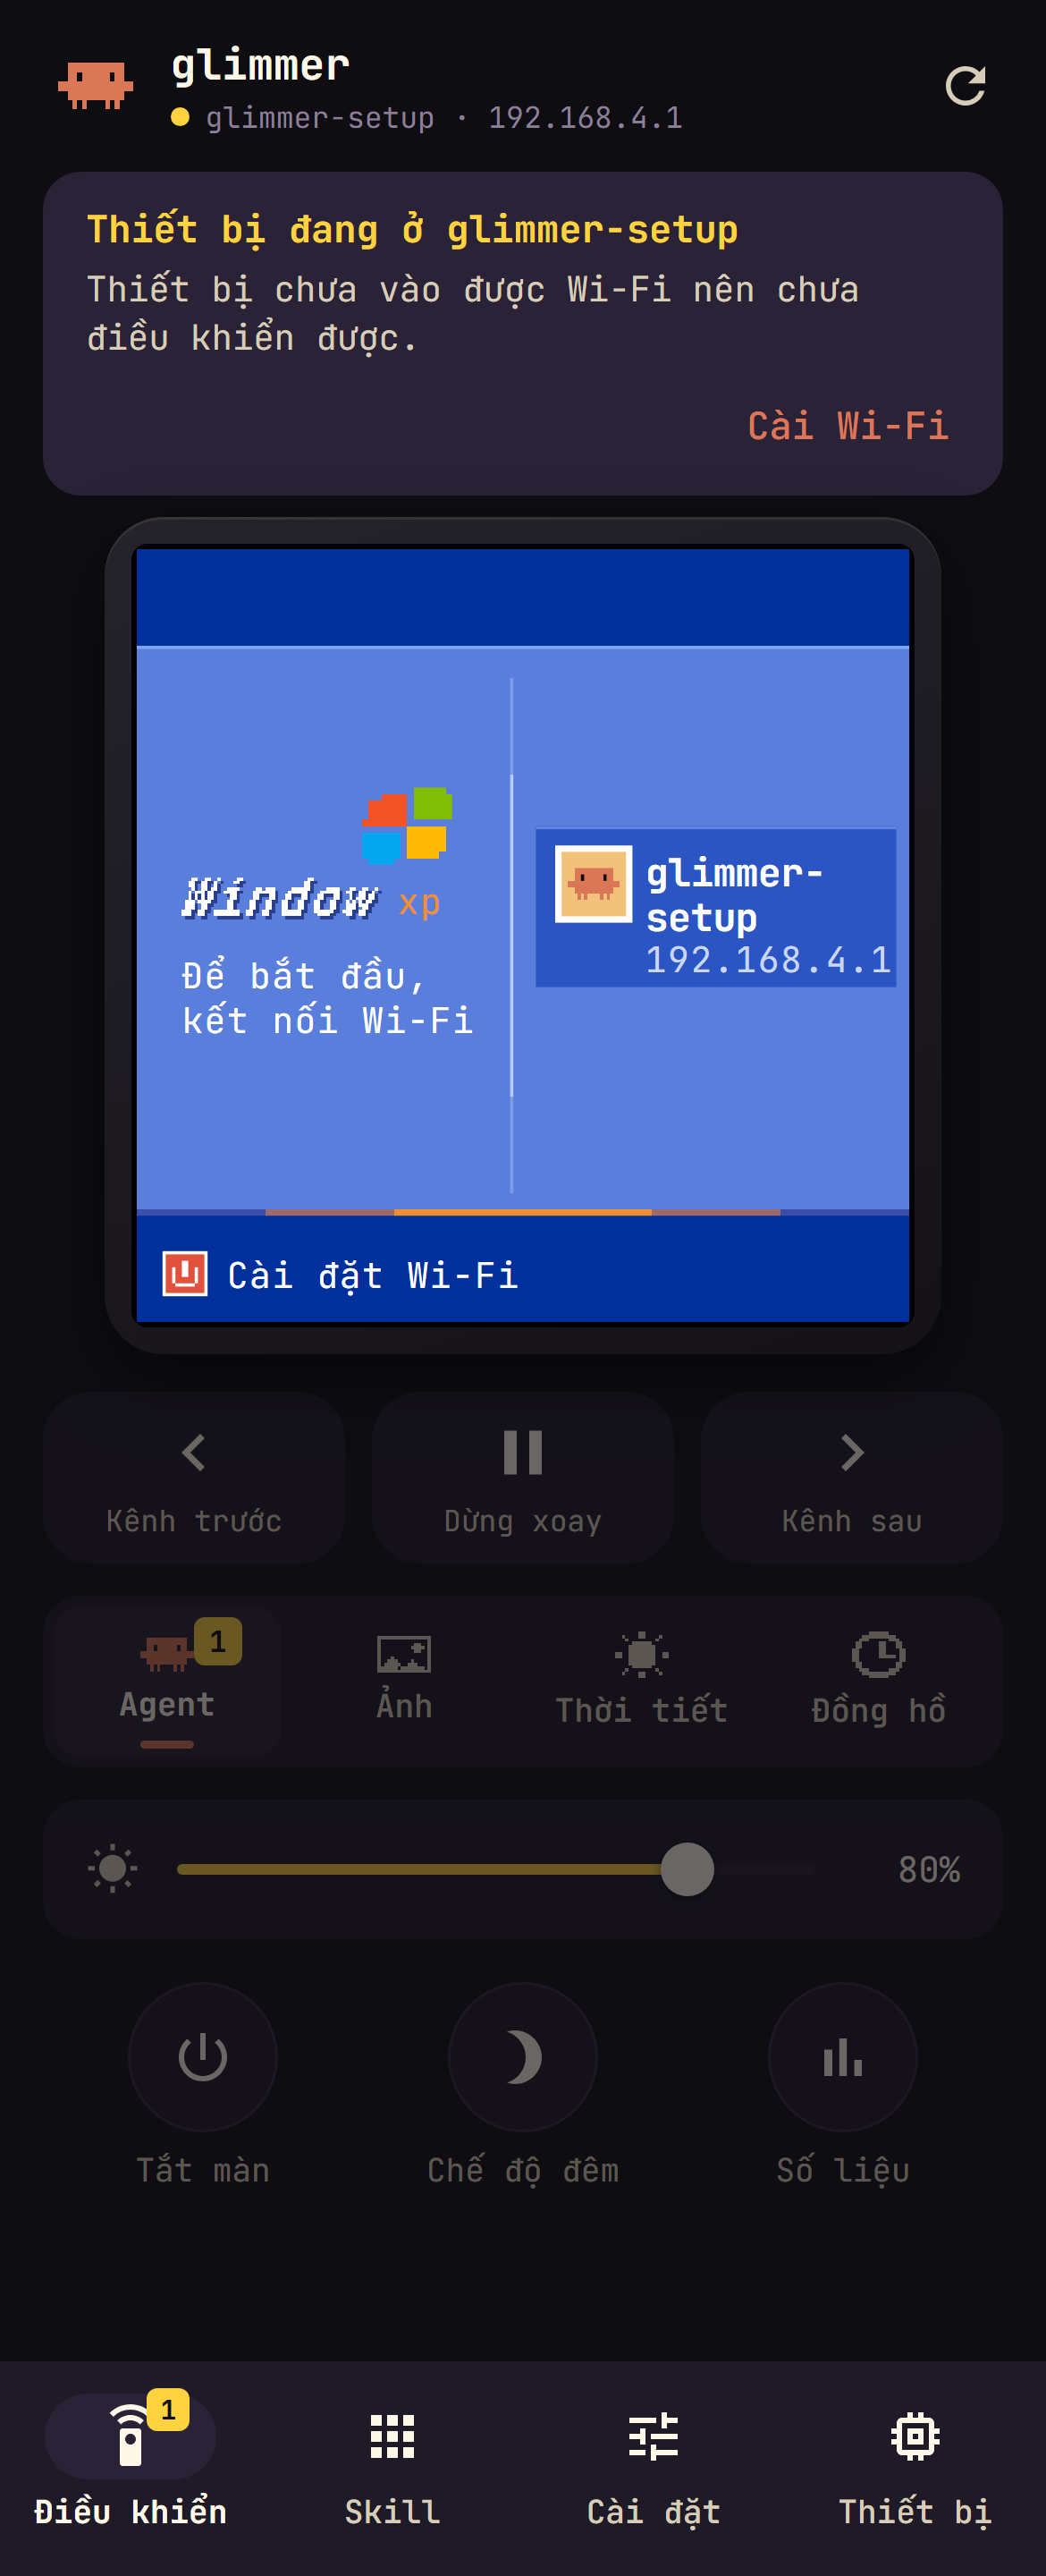 glimmer
glimmer-setup · 192.168.4.1
Thiết bị đang ở glimmer-setup
Thiết bị chưa vào được Wi-Fi nên chưa
điều khiển được.
Cài Wi-Fi
Window xp
Để bắt đầu,
kết nối Wi-Fi
glimmer-
setup
192.168.4.1
Cài đặt Wi-Fi
Kênh trước
Dừng xoay
Kênh sau
1
Agent
Ảnh
Thời tiết
Đồng hồ
80%
Tắt màn
Chế độ đêm
Số liệu
1
Điều khiển
Skill
Cài đặt
Thiết bị